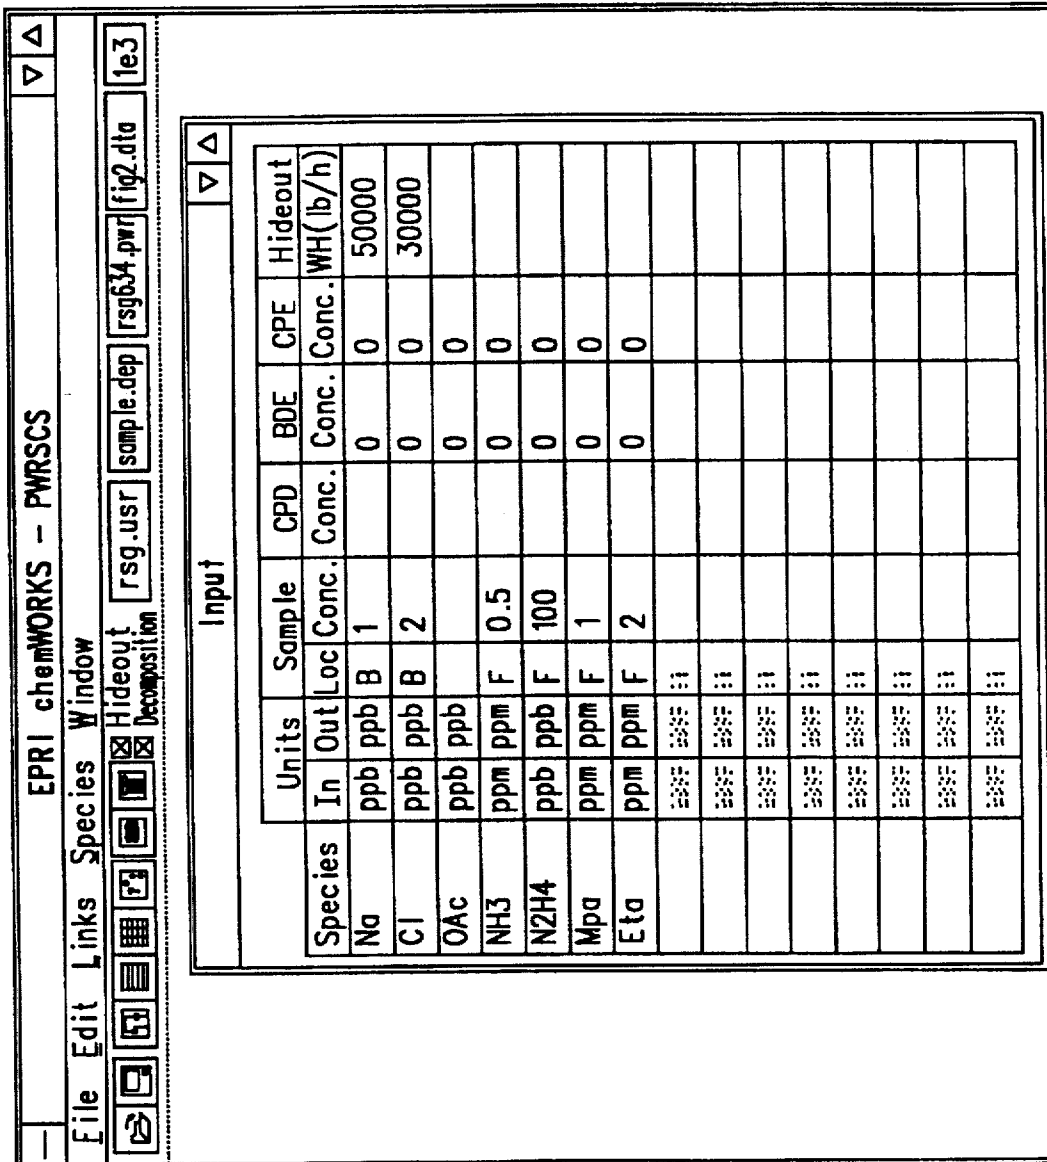 EPRI chemWORKS - PWRSCS
File Edit Links Species Window
Hideout
Decomposition
rsg.usr sample.dep rsg634.pwr fig2.dta 1e3
Input
Units Sample CPD BDE CPE Hideout
Species In Out Loc Conc. Conc. Conc. Conc. WH(lb/h)
Na ppb ppb B 1 0 0 50000
Cl ppb ppb B 2 0 0 30000
OAc ppb ppb 0 0
NH3 ppm ppm F 0.5 0 0
N2H4 ppb ppb F 100 0 0
Mpa ppm ppm F 1 0 0
Eta ppm ppm F 2 0 0